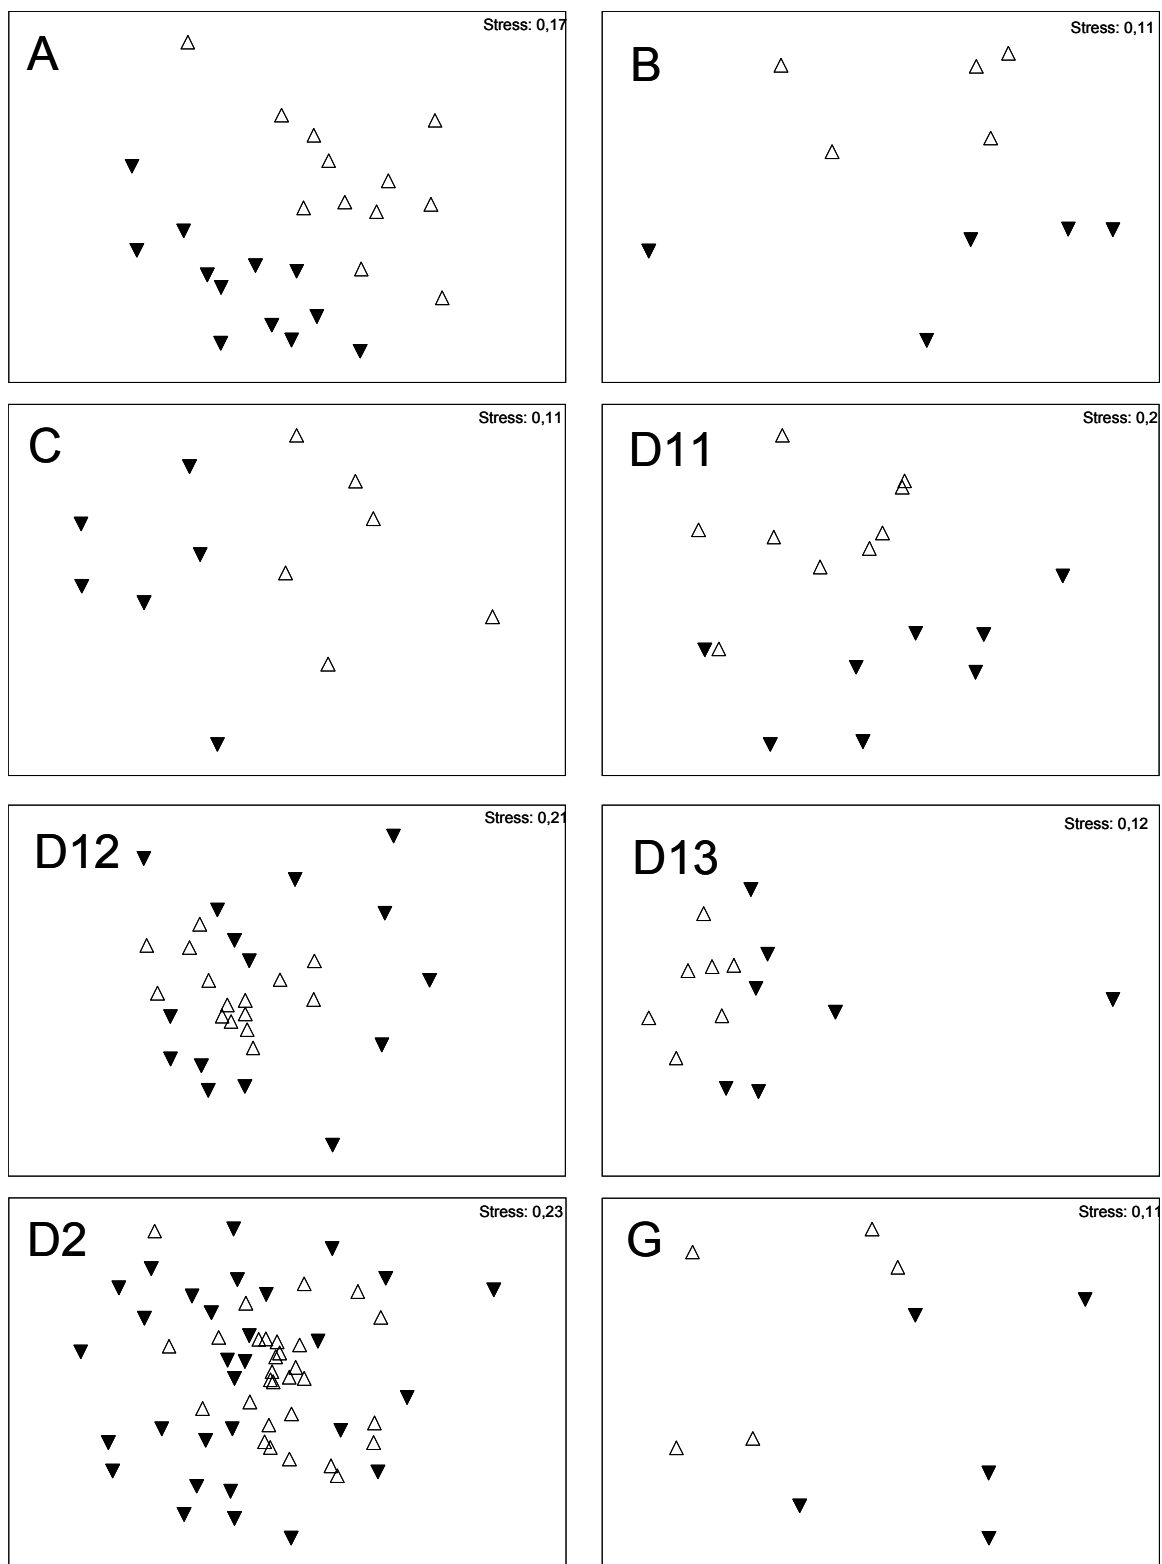 A
Stress: 0,17
B
Stress: 0,11
C
Stress: 0,11
D11
Stress: 0,2
D12
Stress: 0,21
D13
Stress: 0,12
D2
Stress: 0,23
G
Stress: 0,11